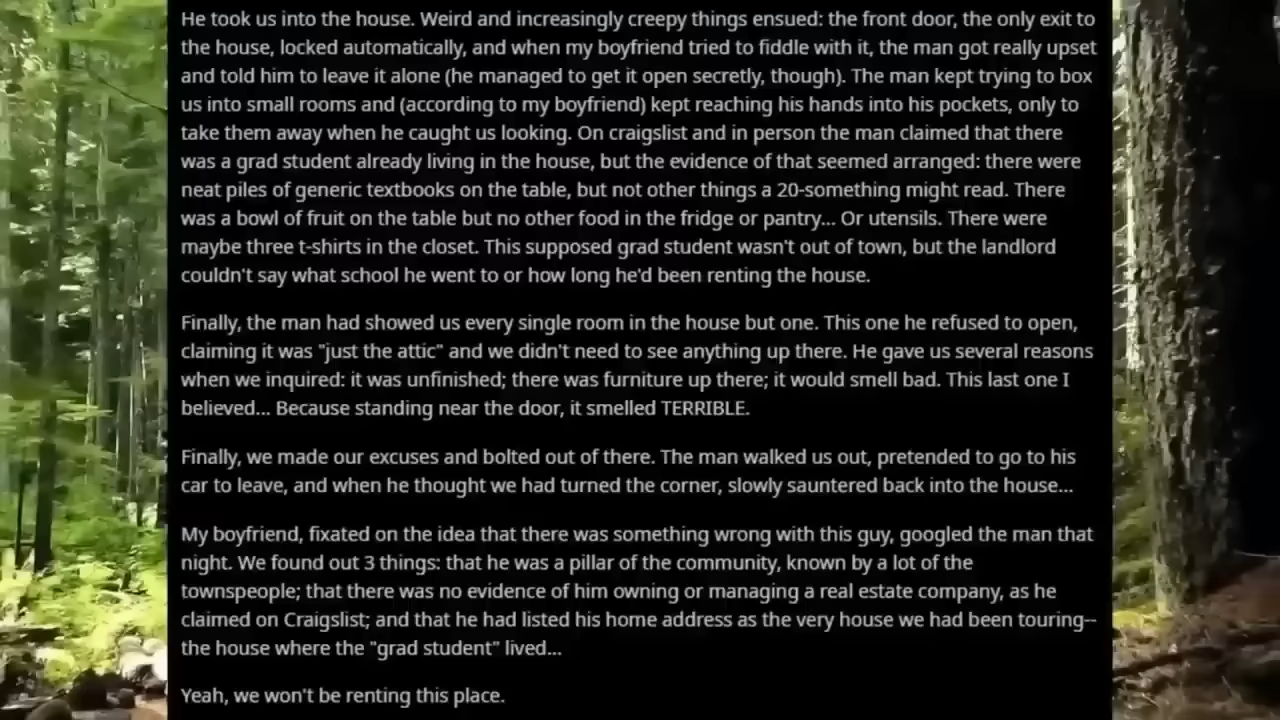 He took us into the house. Weird and increasingly creepy things ensued: the front door, the only exit to
the house, locked automatically, and when my boyfriend tried to fiddle with it, the man got really upset
and told him to leave it alone (he managed to get it open secretly, though). The man kept trying to box
us into small rooms and (according to my boyfriend) kept reaching his hands into his pockets, only to
take them away when he caught us looking. On craigslist and in person the man claimed that there
was a grad student already living in the house, but the evidence of that seemed arranged: there were
neat piles of generic textbooks on the table, but not other things a 20-something might read. There
was a bowl of fruit on the table but no other food in the fridge or pantry... Or utensils. There were
maybe three t-shirts in the closet. This supposed grad student wasn't out of town, but the landlord
couldn't say what school he went to or how long he'd been renting the house.
Finally, the man had showed us every single room in the house but one. This one he refused to open,
claiming it was "just the attic" and we didn't need to see anything up there. He gave us several reasons
when we inquired: it was unfinished; there was furniture up there; it would smell bad. This last one I
believed... Because standing near the door, it smelled TERRIBLE.
Finally, we made our excuses and bolted out of there. The man walked us out, pretended to go to his
car to leave, and when he thought we had turned the corner, slowly sauntered back into the house...
My boyfriend, fixated on the idea that there was something wrong with this guy, googled the man that
night. We found out 3 things: that he was a pillar of the community, known by a lot of the
townspeople; that there was no evidence of him owning or managing a real estate company, as he
claimed on Craigslist; and that he had listed his home address as the very house we had been touring--
the house where the "grad student" lived...
Yeah, we won't be renting this place.